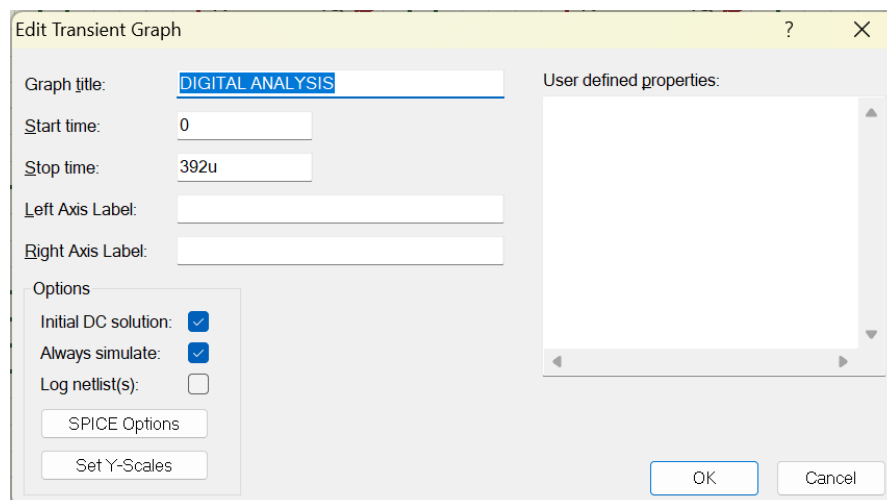 Edit Transient Graph ?
Graph title: DIGITAL ANALYSIS
Start time: 0
Stop time: 392u
Left Axis Label:
Right Axis Label:
Options
Initial DC solution:
Always simulate:
Log netlist(s):
SPICE Options
Set Y-Scales
User defined properties:
OK
Cancel